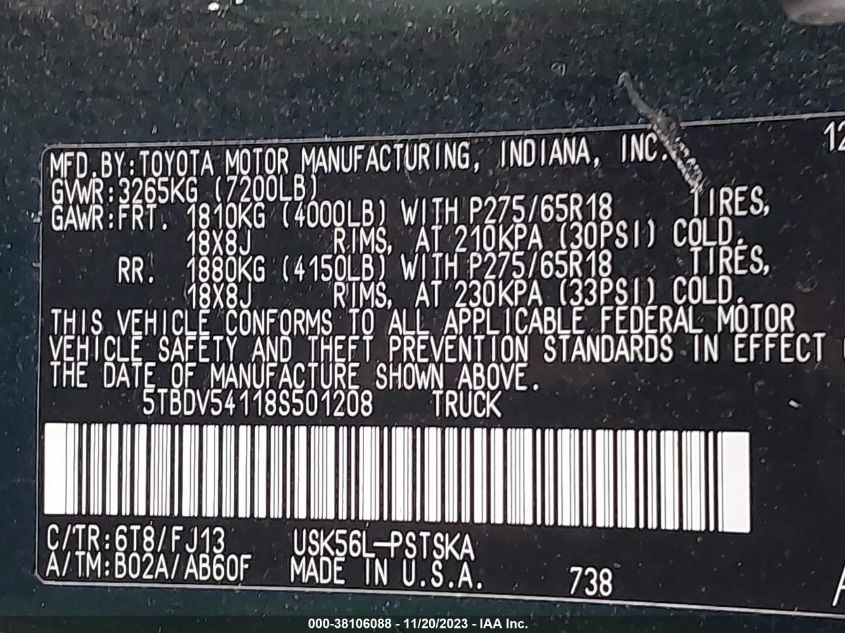 MFD.BY:TOYOTA MOTOR MANUFACTURING, INDIANA, INC. 12
GVWR:3265KG (7200LB)
GAWR:FRT. 1810KG (4000LB) WITH P275/65R18 TIRES,
18X8J RIMS, AT 210KPA (30PSI) COLD.
RR. 1880KG (4150LB) WITH P275/65R18 TIRES,
18X8J RIMS, AT 230KPA (33PSI) COLD.
THIS VEHICLE CONFORMS TO ALL APPLICABLE FEDERAL MOTOR
VEHICLE SAFETY AND THEFT PREVENTION STANDARDS IN EFFECT
THE DATE OF MANUFACTURE SHOWN ABOVE.
5TBDV54118S501208 TRUCK
C/TR:6T8/FJ13 USK56L-PSTSKA
A/TM:B02A/AB60F MADE IN U.S.A. 738
000-38106088 - 11/20/2023 - IAA Inc.